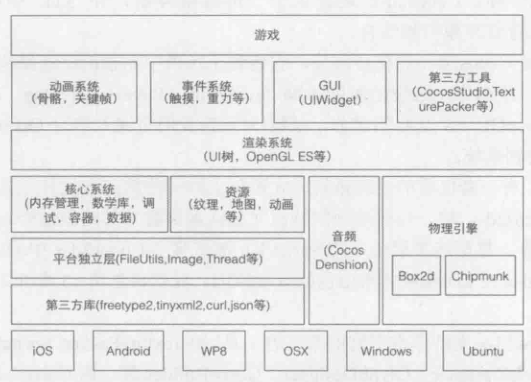 游戏
动画系统
(骨骼，关键帧)
事件系统
(触摸，重力等)
GUI
(UIWidget)
第三方工具
(CocosStudio,Text
urePacker等)
渲染系统
(UI树，OpenGL ES等)
核心系统
(内存管理，数学库，调
试，容器，数据)
资源
(纹理，地图，动画
等)
音频
(Cocos
Denshion)
物理引擎
Box2d
Chipmunk
平台独立层(FileUtils,Image,Thread等)
第三方库(freetype2,tinyxml2,curl,json等)
iOS
Android
WP8
OSX
Windows
Ubuntu